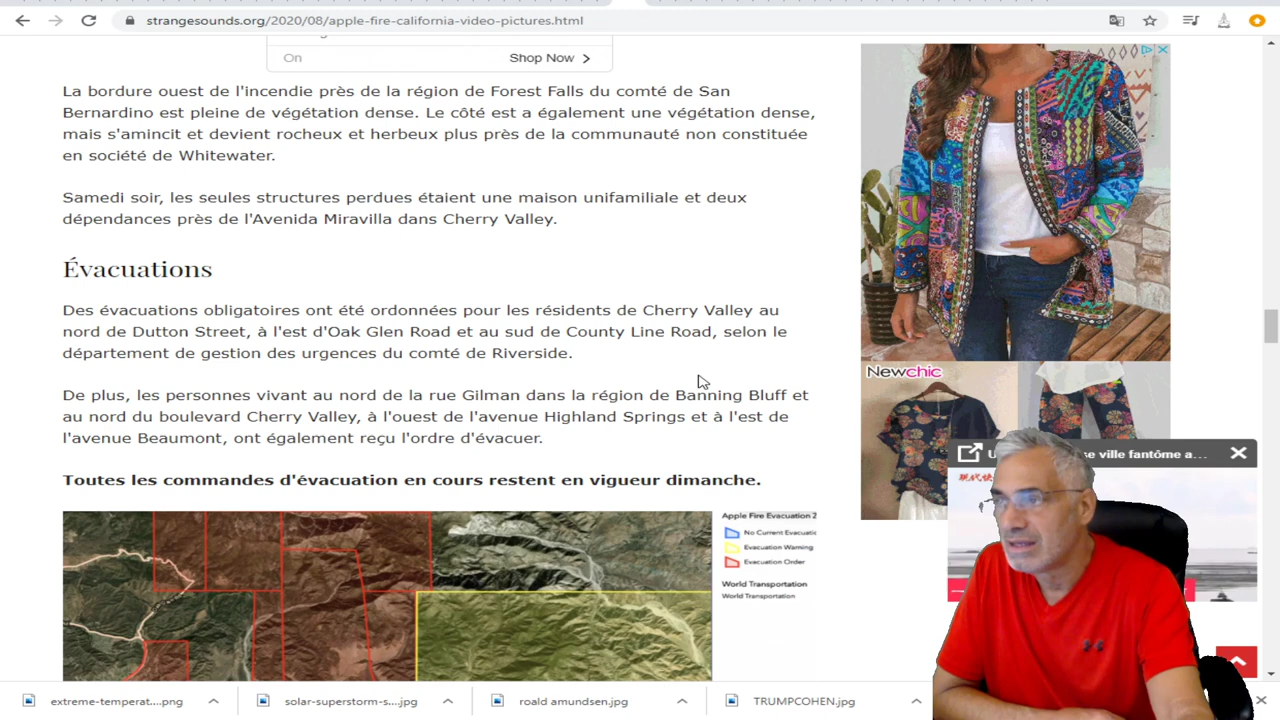 strangesounds.org/2020/08/apple-fire-california-video-pictures.html
On
Shop Now
La bordure ouest de l'incendie près de la région de Forest Falls du comté de San
Bernardino est pleine de végétation dense. Le côté est a également une végétation dense,
mais s'amincit et devient rocheux et herbeux plus près de la communauté non constituée
en société de Whitewater.
Samedi soir, les seules structures perdues étaient une maison unifamiliale et deux
dépendances près de l'Avenida Miravilla dans Cherry Valley.
Évacuations
Des évacuations obligatoires ont été ordonnées pour les résidents de Cherry Valley au
nord de Dutton Street, à l'est d'Oak Glen Road et au sud de County Line Road, selon le
département de gestion des urgences du comté de Riverside.
De plus, les personnes vivant au nord de la rue Gilman dans la région de Banning Bluff et
au nord du boulevard Cherry Valley, à l'ouest de l'avenue Highland Springs et à l'est de
l'avenue Beaumont, ont également reçu l'ordre d'évacuer.
Toutes les commandes d'évacuation en cours restent en vigueur dimanche.
Apple Fire Evacuation
No Current
Evacuation Warning
Evacuation Order
World Transportation
World Transportation
Newchic
se ville fantôme a...
extreme-temperat....png
solar-superstorm-s....jpg
roald amundsen.jpg
TRUMPCOHEN.jpg